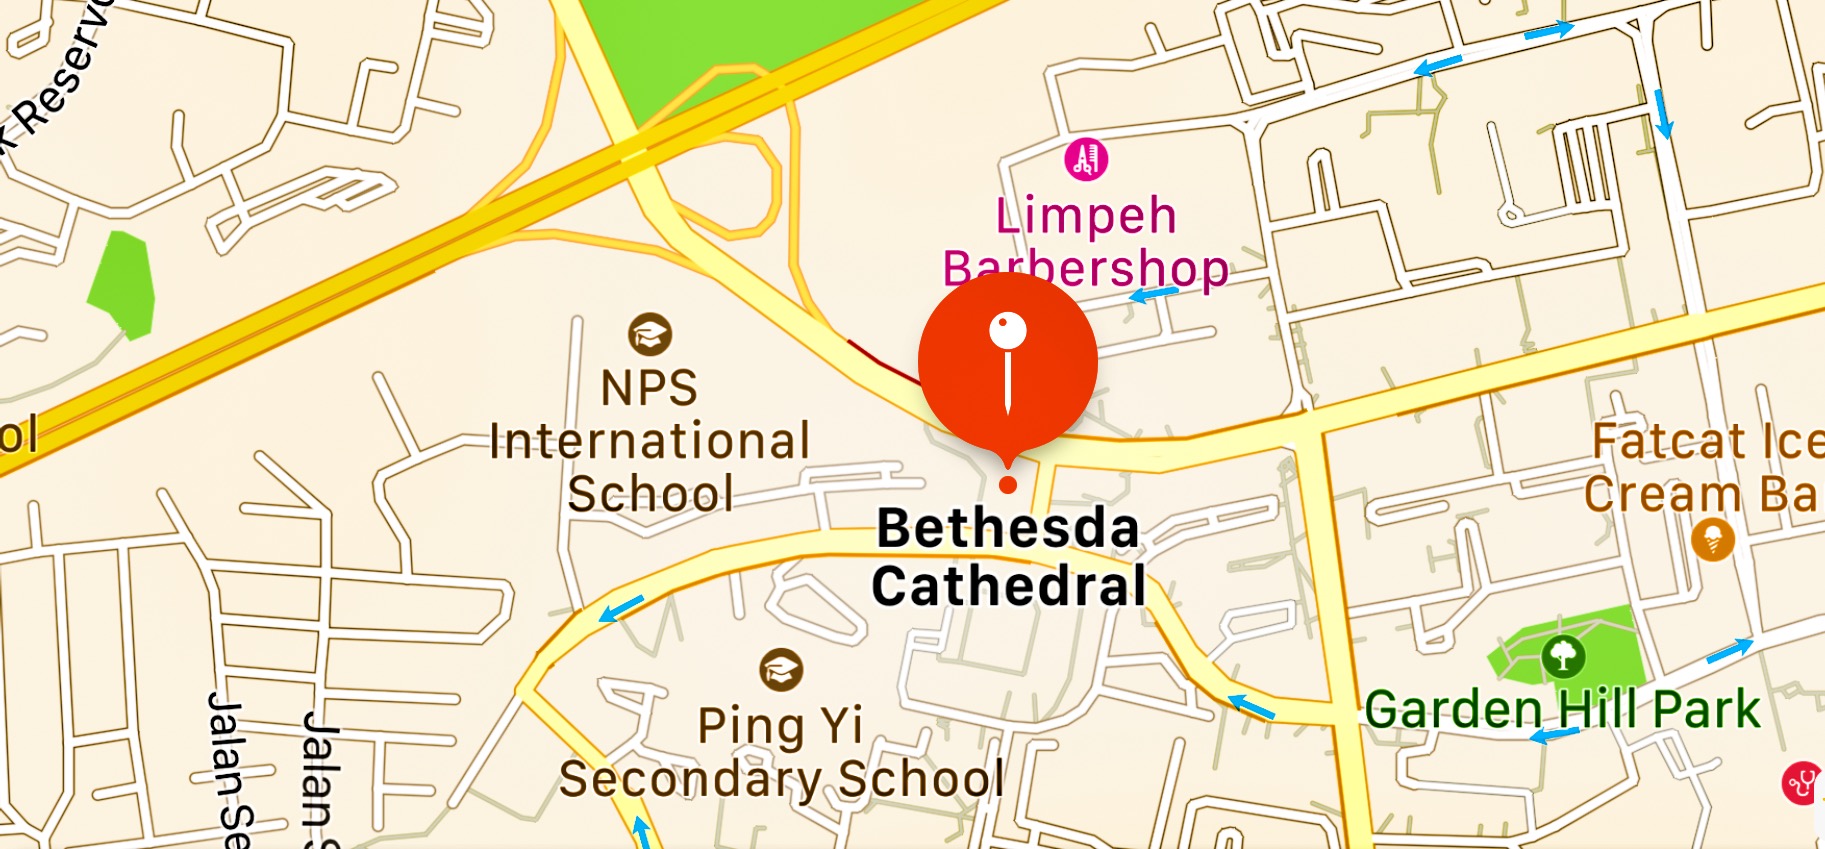 k Reservo
Limpeh
Barbershop
NPS
International
School
ol
Fatcat Ice
Cream Ba
Bethesda
Cathedral
Garden Hill Park
Ping Yi
Secondary School
Jalan Se
Jalan S